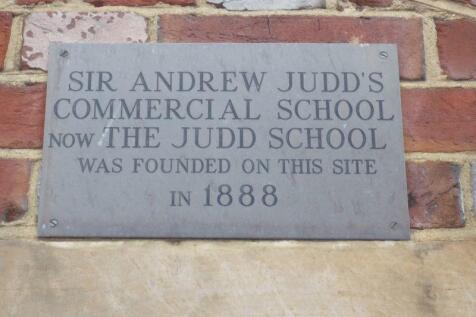 SIR ANDREW JUDD'S
COMMERCIAL SCHOOL
NOW THE JUDD SCHOOL
WAS FOUNDED ON THIS SITE
IN 1888